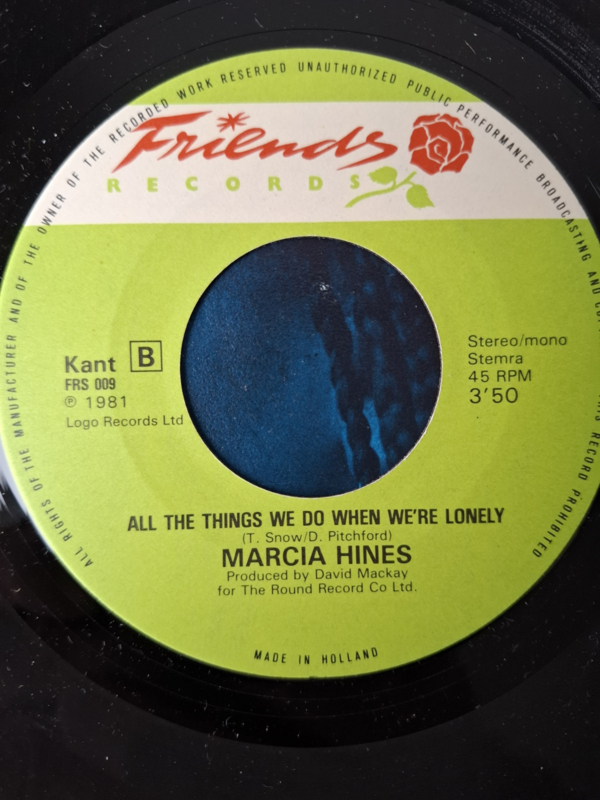 ALL RIGHTS OF THE MANUFACTURER AND OF THE OWNER OF THE RECORDED WORK RESERVED UNAUTHORIZED PUBLIC PERFORMANCE BROADCASTING AND
THIS RECORD PROHIBITED
Friends
RECORDS
Kant B
FRS 009
℗ 1981
Logo Records Ltd
Stereo/mono
Stemra
45 RPM
3'50
ALL THE THINGS WE DO WHEN WE'RE LONELY
(T. Snow/D. Pitchford)
MARCIA HINES
Produced by David Mackay
for The Round Record Co Ltd.
MADE IN HOLLAND